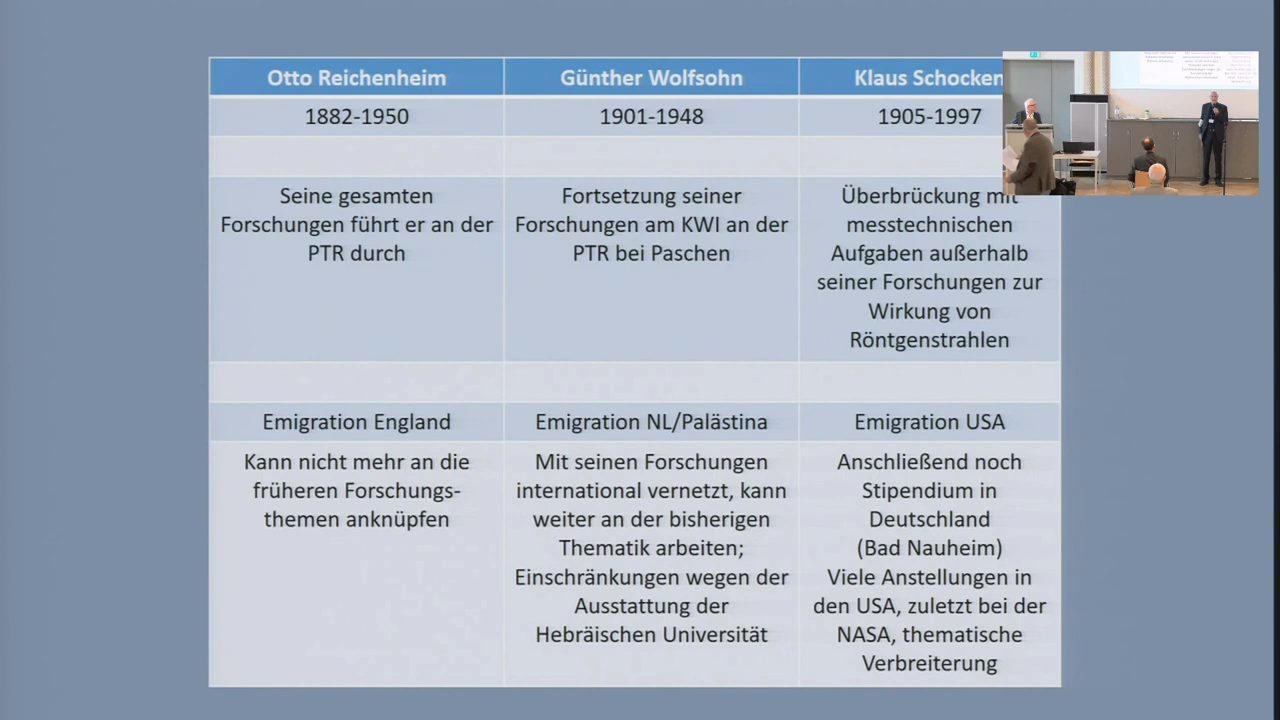 Otto Reichenheim
Günther Wolfsohn
Klaus Schocken
1882-1950
1901-1948
1905-1997
Seine gesamten
Forschungen führt er an der
PTR durch
Fortsetzung seiner
Forschungen am KWI an der
PTR bei Paschen
Überbrückung mit
messtechnischen
Aufgaben außerhalb
seiner Forschungen zur
Wirkung von
Röntgenstrahlen
Emigration England
Emigration NL/Palästina
Emigration USA
Kann nicht mehr an die
früheren Forschungs-
themen anknüpfen
Mit seinen Forschungen
international vernetzt, kann
weiter an der bisherigen
Thematik arbeiten;
Einschränkungen wegen der
Ausstattung der
Hebräischen Universität
Anschließend noch
Stipendium in
Deutschland
(Bad Nauheim)
Viele Anstellungen in
den USA, zuletzt bei der
NASA, thematische
Verbreiterung